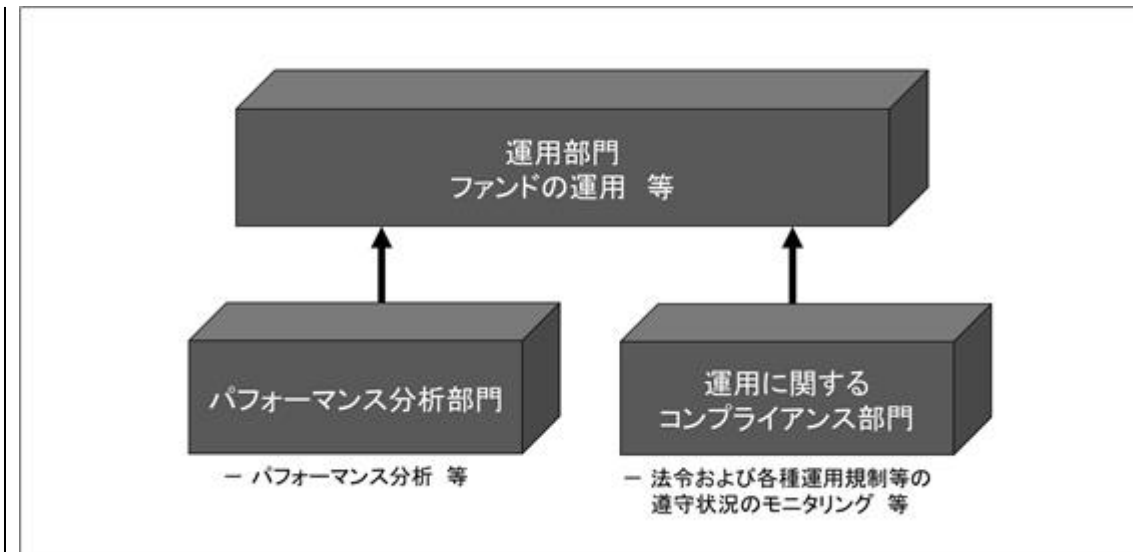 運用部門
ファンドの運用 等
パフォーマンス分析部門
－ パフォーマンス分析 等
運用に関する
コンプライアンス部門
－ 法令および各種運用規制等の
遵守状況のモニタリング 等